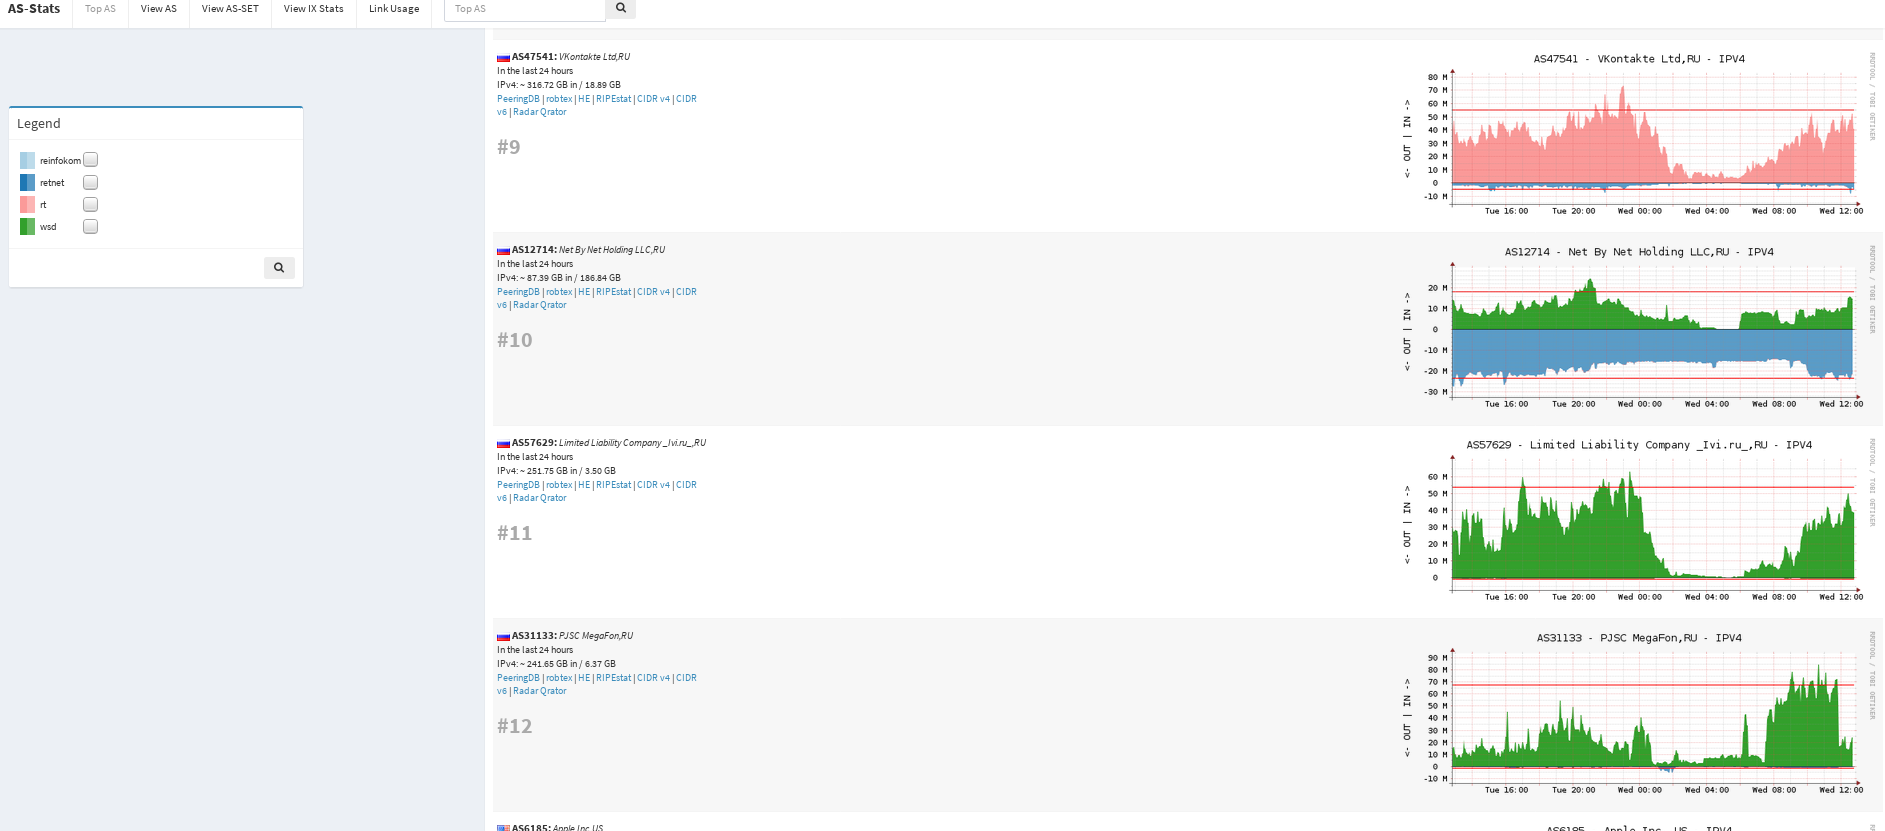 AS-Stats Top AS View AS View AS-SET View IX Stats Link Usage Top AS
Legend
reinfokom
retnet
rt
wsd
AS47541: VKontakte Ltd,RU
In the last 24 hours
IPv4: ~ 316.72 GB in / 18.89 GB
PeeringDB | robtex | HE | RIPEstat | CIDR v4 | CIDR
v6 | Radar Qrator
#9
AS47541 - VKontakte Ltd,RU - IPV4
RRDTOOL / TOBI OETIKER
<- OUT | IN ->
80 M
70 M
60 M
50 M
40 M
30 M
20 M
10 M
0
-10 M
Tue 16:00 Tue 20:00 Wed 00:00 Wed 04:00 Wed 08:00 Wed 12:00
AS12714: Net By Net Holding LLC,RU
In the last 24 hours
IPv4: ~ 87.39 GB in / 186.84 GB
PeeringDB | robtex | HE | RIPEstat | CIDR v4 | CIDR
v6 | Radar Qrator
#10
AS12714 - Net By Net Holding LLC,RU - IPV4
RRDTOOL / TOBI OETIKER
<- OUT | IN ->
20 M
10 M
0
-10 M
-20 M
-30 M
Tue 16:00 Tue 20:00 Wed 00:00 Wed 04:00 Wed 08:00 Wed 12:00
AS57629: Limited Liability Company _Ivi.ru_,RU
In the last 24 hours
IPv4: ~ 251.75 GB in / 3.50 GB
PeeringDB | robtex | HE | RIPEstat | CIDR v4 | CIDR
v6 | Radar Qrator
#11
AS57629 - Limited Liability Company _Ivi.ru_,RU - IPV4
RRDTOOL / TOBI OETIKER
<- OUT | IN ->
60 M
50 M
40 M
30 M
20 M
10 M
0
Tue 16:00 Tue 20:00 Wed 00:00 Wed 04:00 Wed 08:00 Wed 12:00
AS31133: PJSC MegaFon,RU
In the last 24 hours
IPv4: ~ 241.65 GB in / 6.37 GB
PeeringDB | robtex | HE | RIPEstat | CIDR v4 | CIDR
v6 | Radar Qrator
#12
AS31133 - PJSC MegaFon,RU - IPV4
RRDTOOL / TOBI OETIKER
<- OUT | IN ->
90 M
80 M
70 M
60 M
50 M
40 M
30 M
20 M
10 M
0
-10 M
Tue 16:00 Tue 20:00 Wed 00:00 Wed 04:00 Wed 08:00 Wed 12:00
AS6185: Apple Inc,US
AS6185 - Apple Inc,US - IPV4